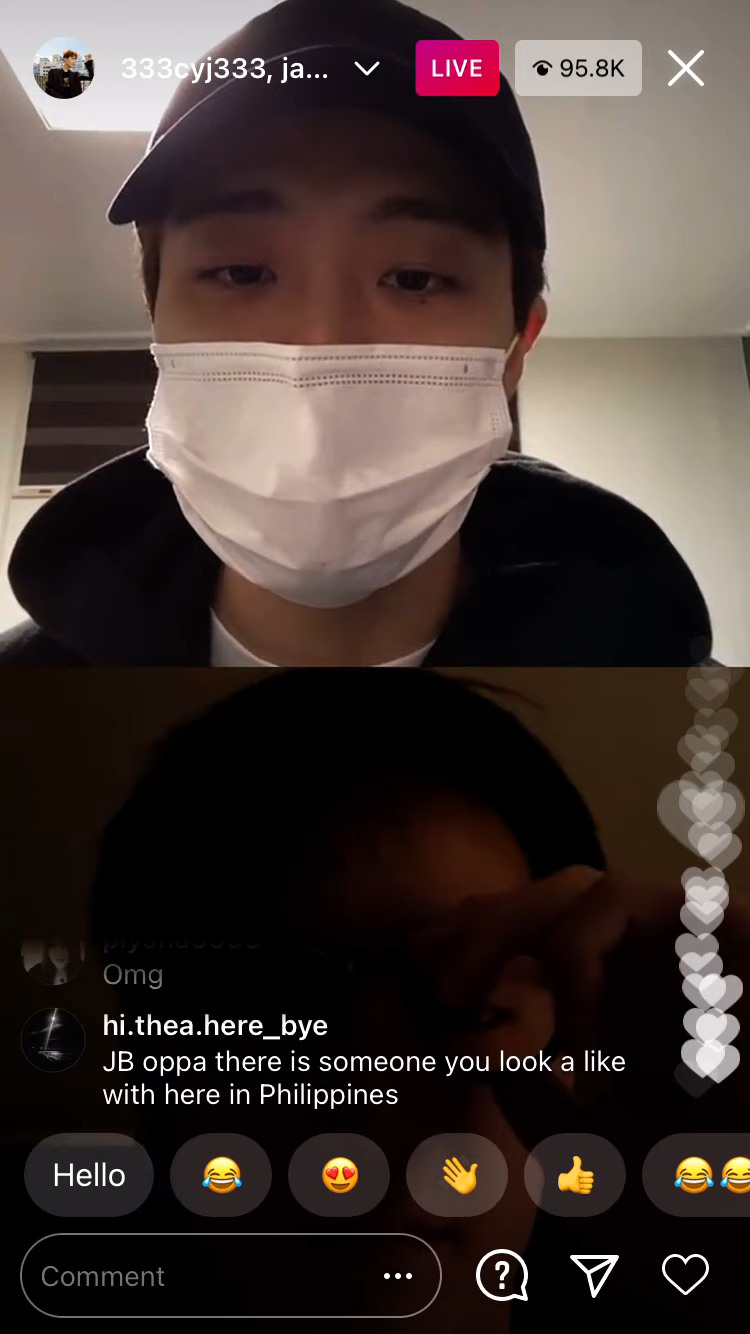 333cyj333, ja...
LIVE
95.8K
Omg
hi.thea.here_bye
JB oppa there is someone you look a like
with here in Philippines
Hello
Comment